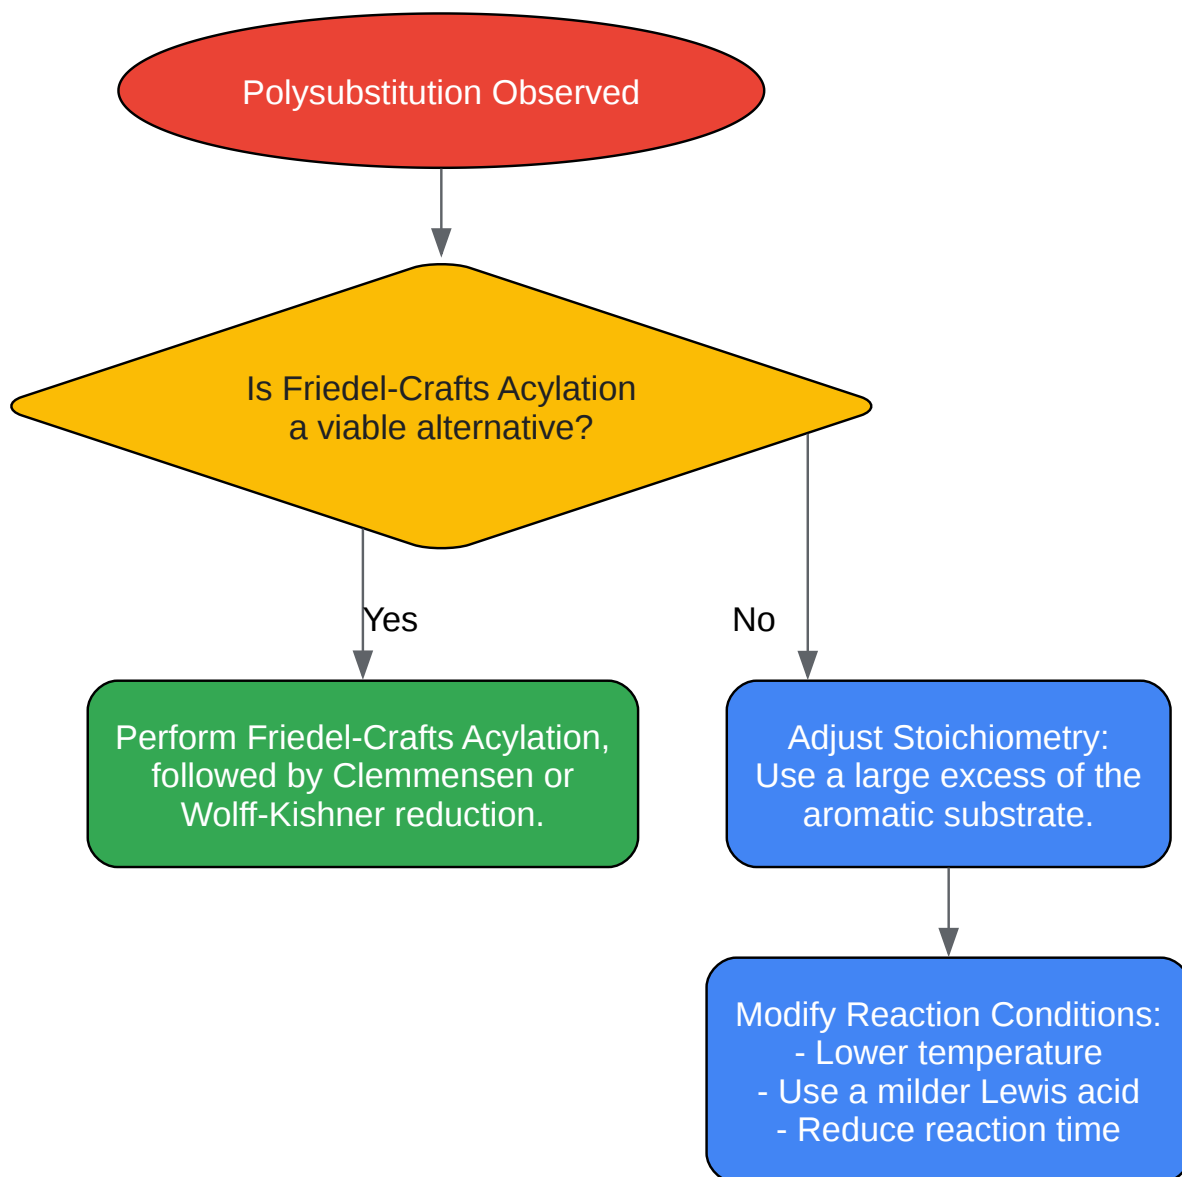 Polysubstitution Observed
Is Friedel-Crafts Acylation
a viable alternative?
Yes
No
Perform Friedel-Crafts Acylation,
followed by Clemmensen or
Wolff-Kishner reduction.
Adjust Stoichiometry:
Use a large excess of the
aromatic substrate.
Modify Reaction Conditions:
- Lower temperature
- Use a milder Lewis acid
- Reduce reaction time